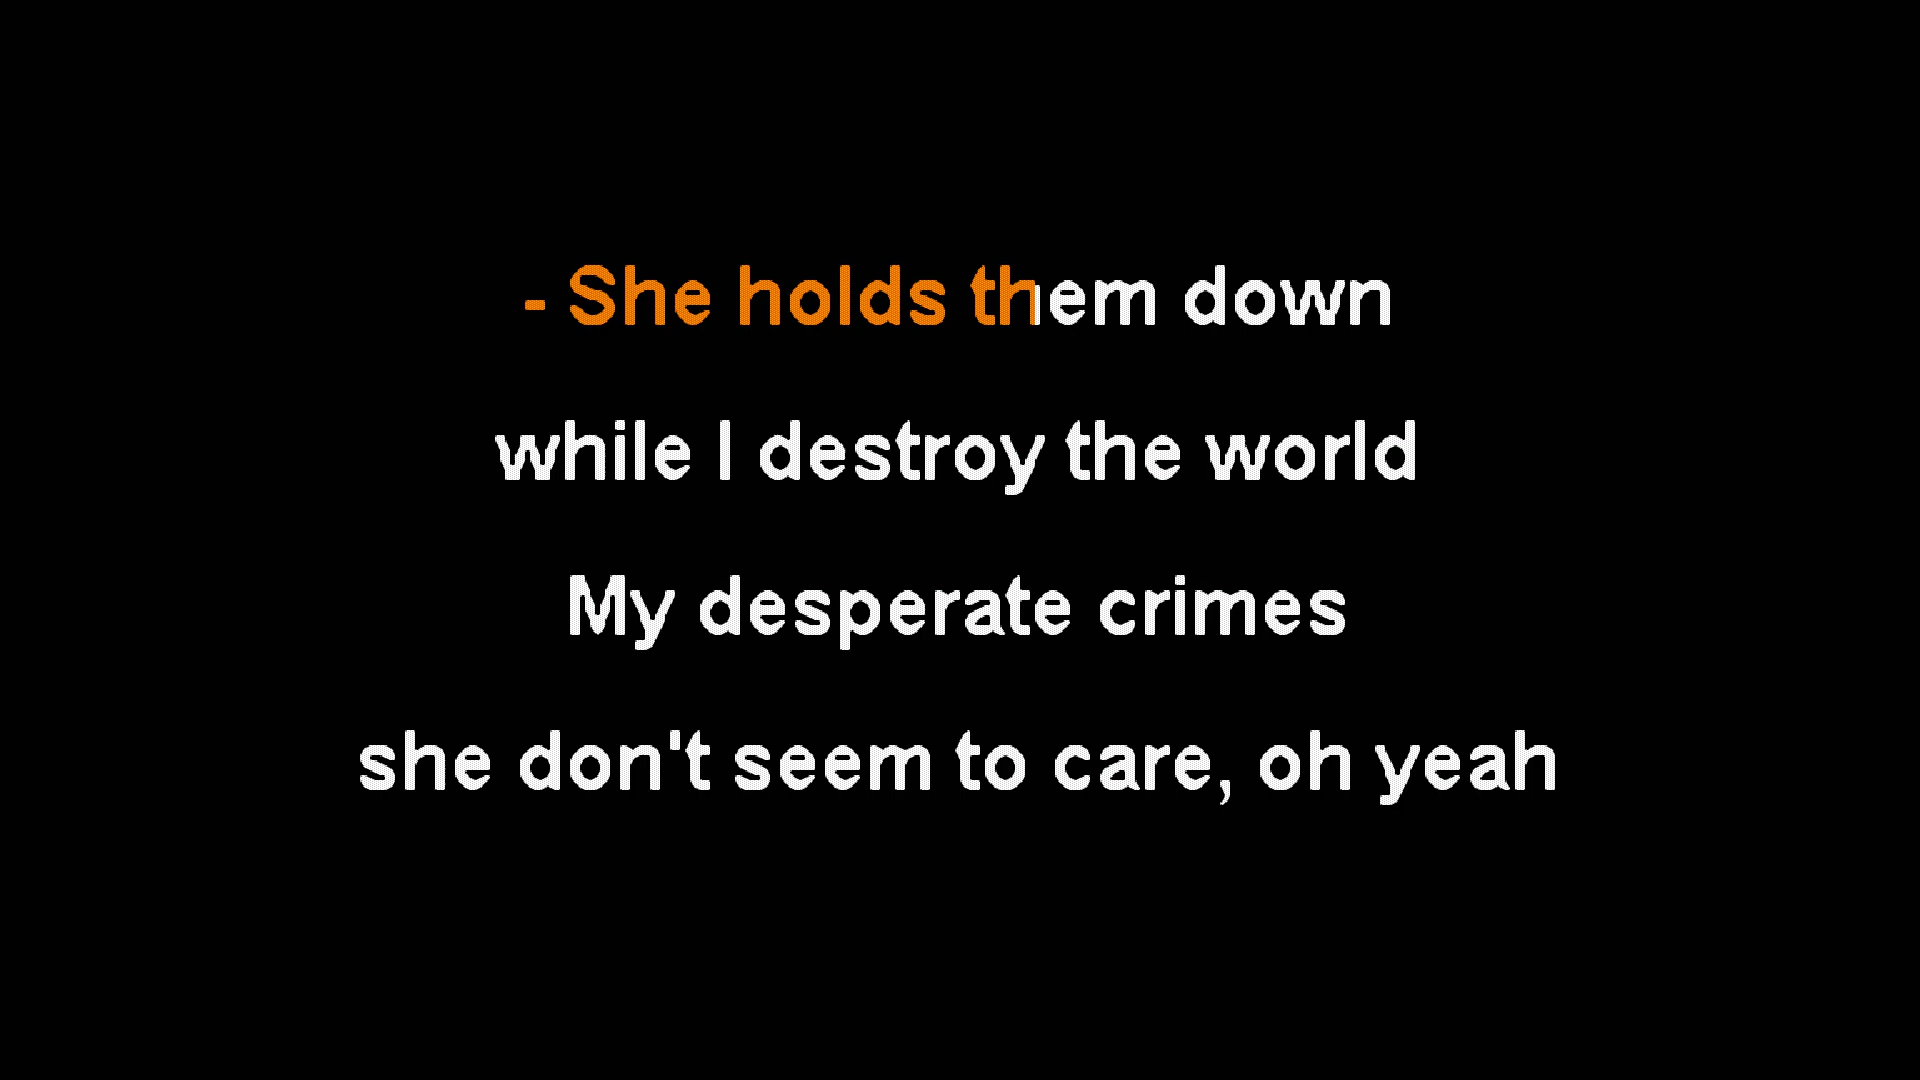 - She holds them down
while I destroy the world
My desperate crimes
she don't seem to care, oh yeah